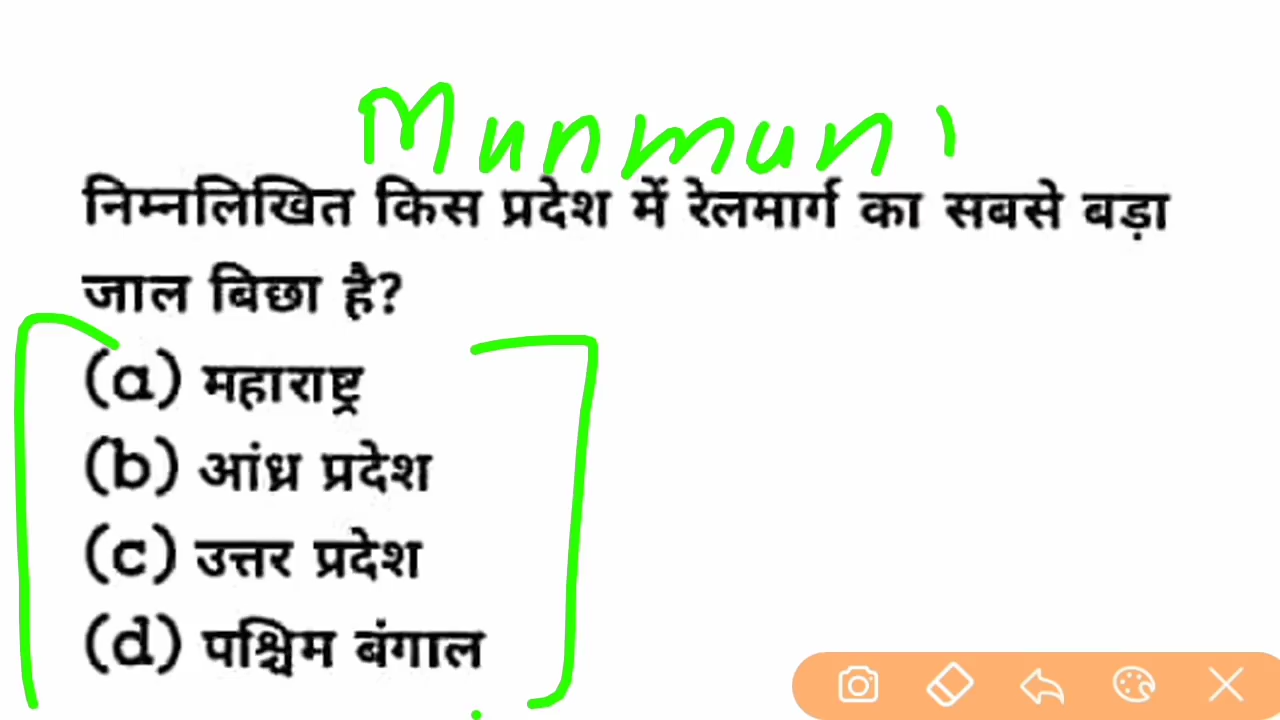 Munmun
निम्नलिखित किस प्रदेश में रेलमार्ग का सबसे बड़ा
जाल बिछा है?
(a) महाराष्ट्र
(b) आंध्र प्रदेश
(c) उत्तर प्रदेश
(d) पश्चिम बंगाल